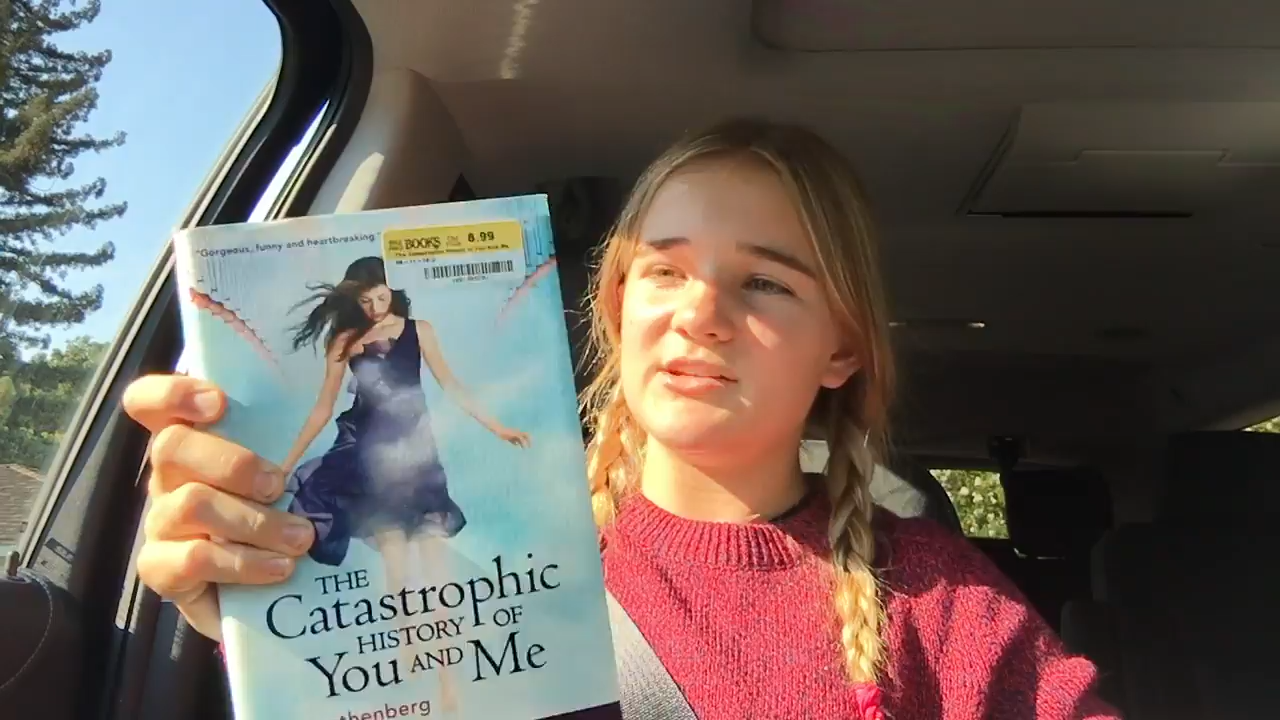 "Gorgeous, funny and heartbreaking."
BOOKS 8.99
THE
Catastrophic
HISTORY OF
You AND Me
thenberg